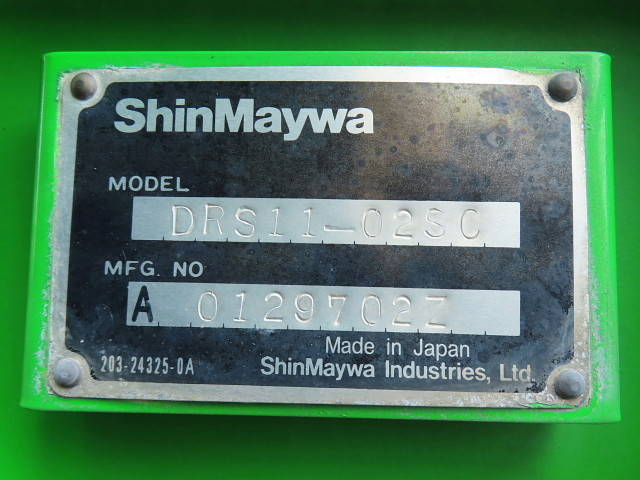 ShinMaywa
MODEL
DRS11-02SC
MFG. NO
A 0129702Z
Made in Japan
203-24325-0A
ShinMaywa Industries, Ltd.